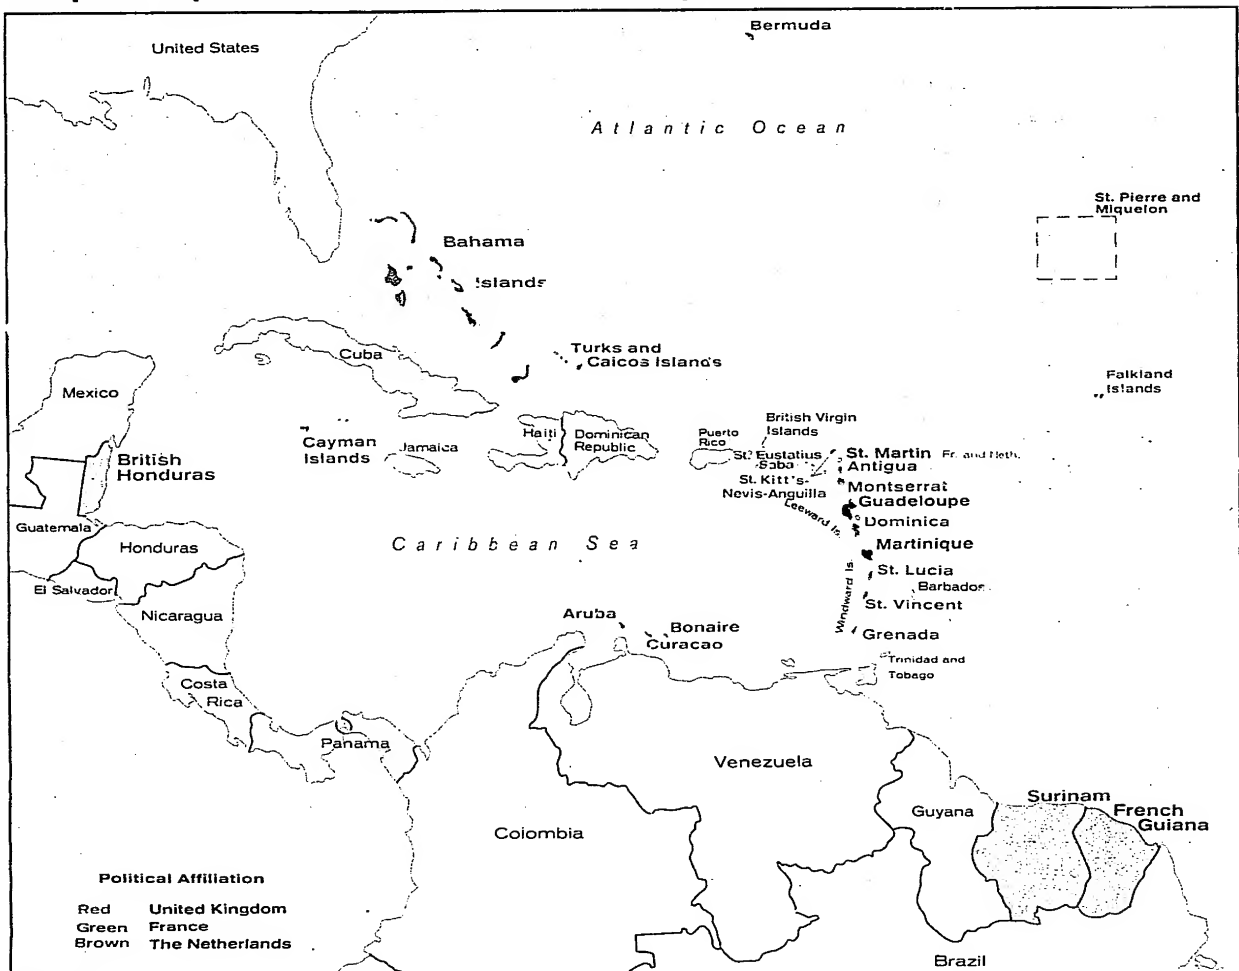 Bermuda
United States
Atlantic Ocean
St. Pierre and
Miquelon
Bahama
Islands
Turks and
Caicos Islands
Cuba
Mexico
Falkland
Islands
British Virgin
Islands
Cayman
Islands
Jamaica
Haiti
Dominican
Republic
Puerto
Rico
St. Eustatius
Saba
St. Kitt's-
Nevis-Anguilla
St. Martin Fr. and Neth.
Antigua
Montserrat
Guadeloupe
Leeward Is.
Dominica
British
Honduras
Guatemala
Honduras
Caribbean Sea
Martinique
St. Lucia
Barbados
Windward Is.
St. Vincent
El Salvador
Nicaragua
Aruba
Bonaire
Curacao
Grenada
Trinidad and
Tobago
Costa
Rica
Panama
Venezuela
Colombia
Guyana
Surinam
French
Guiana
Brazil
Political Affiliation
Red United Kingdom
Green France
Brown The Netherlands